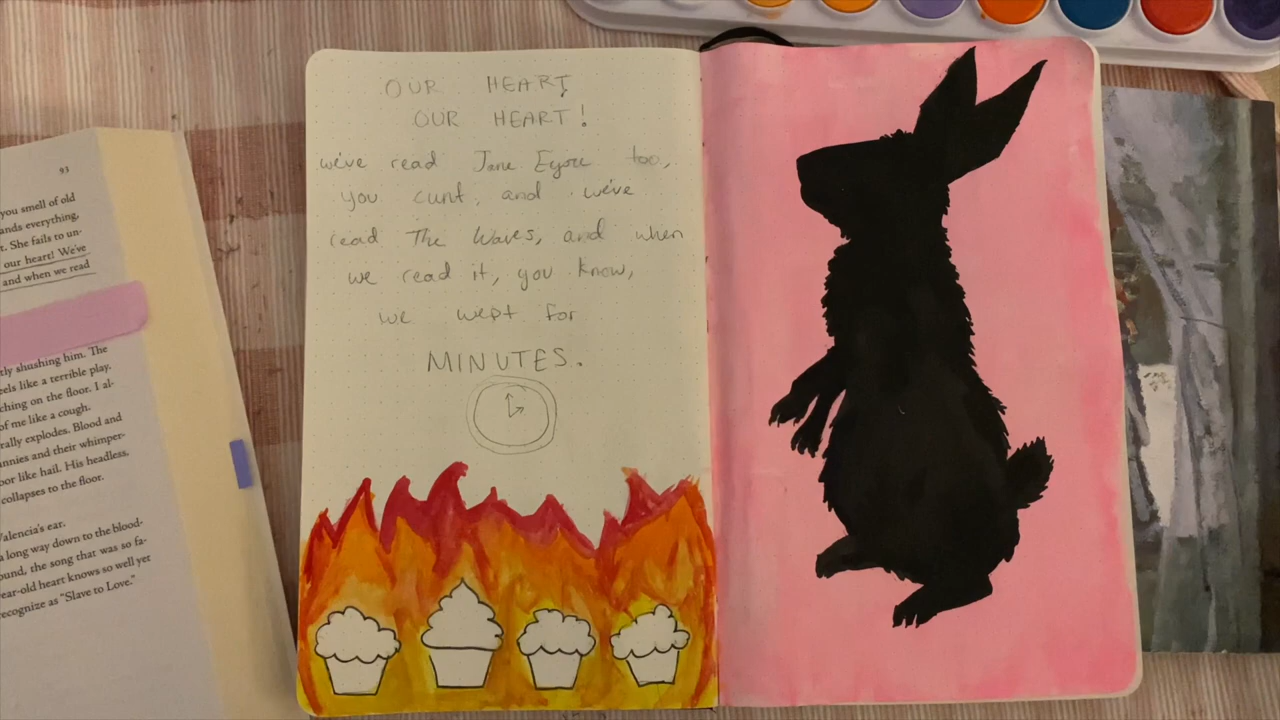 93
you smell of old
ands everything,
t. She fails to un-
our heart! We've
and when we read
tly shushing him. The
els like a terrible play.
ching on the floor. I al-
of me like a cough.
rally explodes. Blood and
nnies and their whimper-
oor like hail. His headless
collapses to the floor.
Valencia's ear.
a long way down to the blood-
ound, the song that was so fa-
ear-old heart knows so well yet
recognize as "Slave to Love."
OUR HEART
OUR HEART!
we've read Jane Eyre too,
you cunt, and we've
read The Waves, and when
we read it, you know,
we wept for
MINUTES.